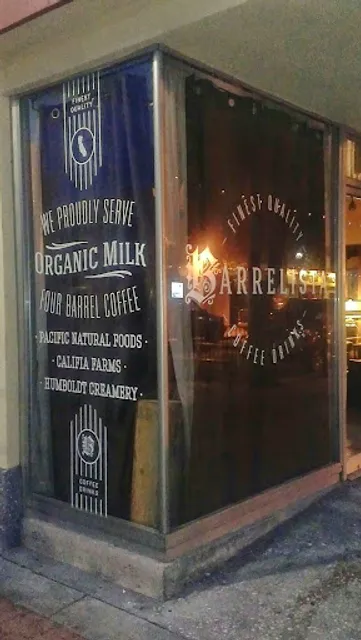 FINEST
QUALITY
WE PROUDLY SERVE
ORGANIC MILK
FOUR BARREL COFFEE
· PACIFIC NATURAL FOODS ·
· CALIFIA FARMS ·
· HUMBOLDT CREAMERY ·
B
COFFEE
DRINKS
FINEST QUALITY
BARRELISTA
COFFEE DRINKS